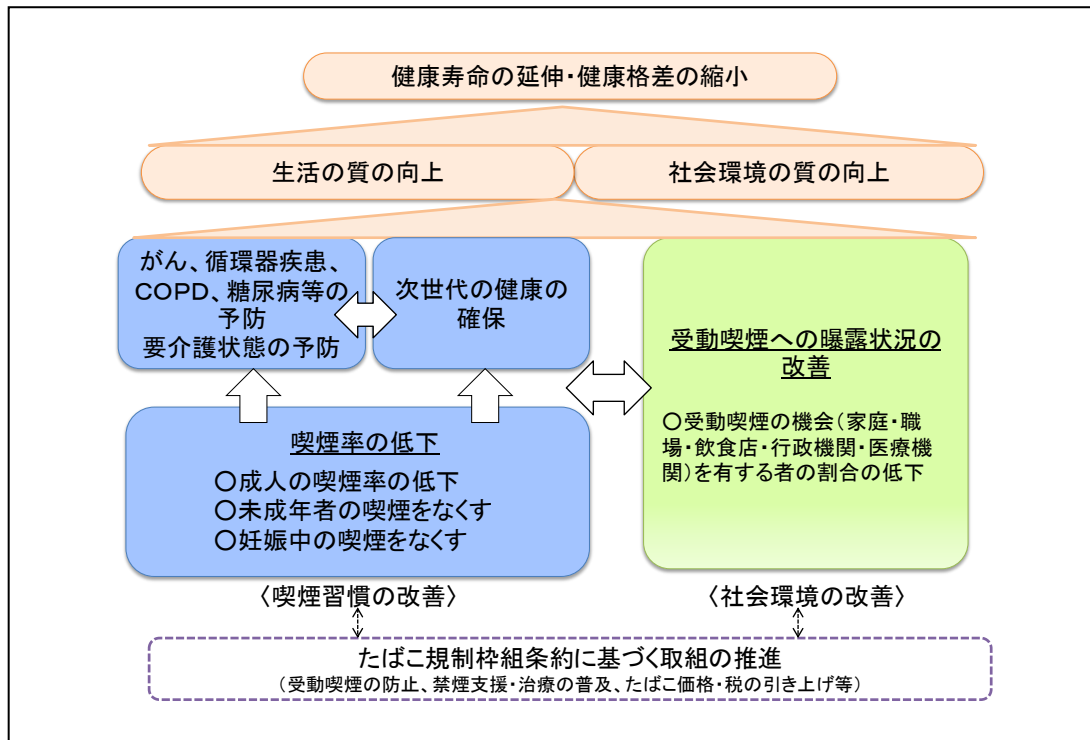 健康寿命の延伸・健康格差の縮小
生活の質の向上
社会環境の質の向上
がん、循環器疾患、
COPD、糖尿病等の
予防
要介護状態の予防
次世代の健康の
確保
受動喫煙への曝露状況の
改善
〇受動喫煙の機会(家庭・職
場・飲食店・行政機関・医療機
関)を有する者の割合の低下
喫煙率の低下
〇成人の喫煙率の低下
〇未成年者の喫煙をなくす
〇妊娠中の喫煙をなくす
〈喫煙習慣の改善〉
〈社会環境の改善〉
たばこ規制枠組条約に基づく取組の推進
(受動喫煙の防止、禁煙支援・治療の普及、たばこ価格・税の引き上げ等)